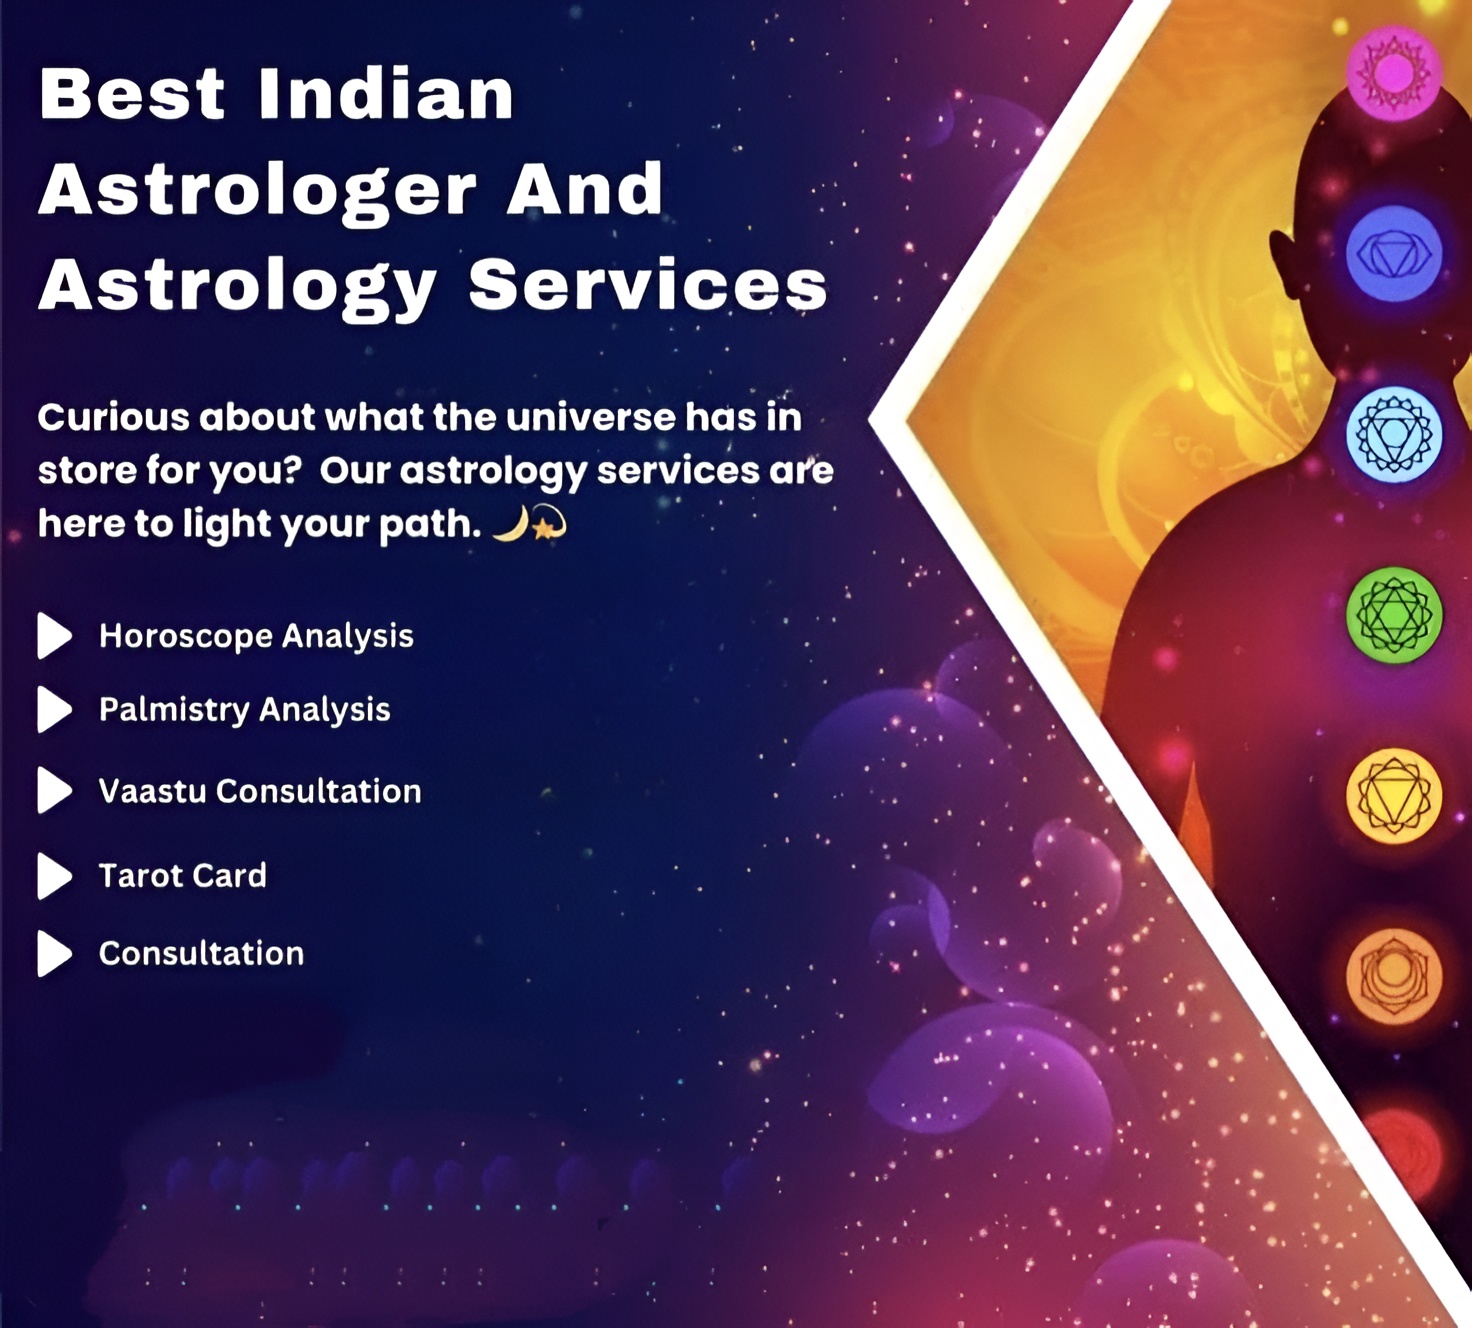 Best Indian
Astrologer And
Astrology Services
Curious about what the universe has in
store for you? Our astrology services are
here to light your path. 🌙💫
Horoscope Analysis
Palmistry Analysis
Vaastu Consultation
Tarot Card
Consultation